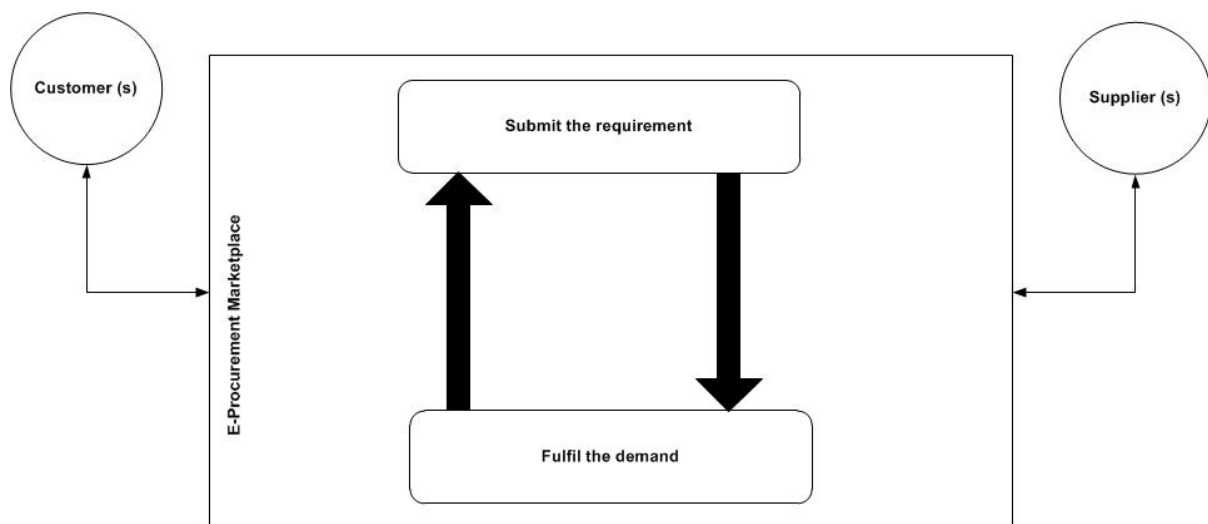 Customer (s)
Supplier (s)
Submit the requirement
E-Procurement Marketplace
Fulfil the demand